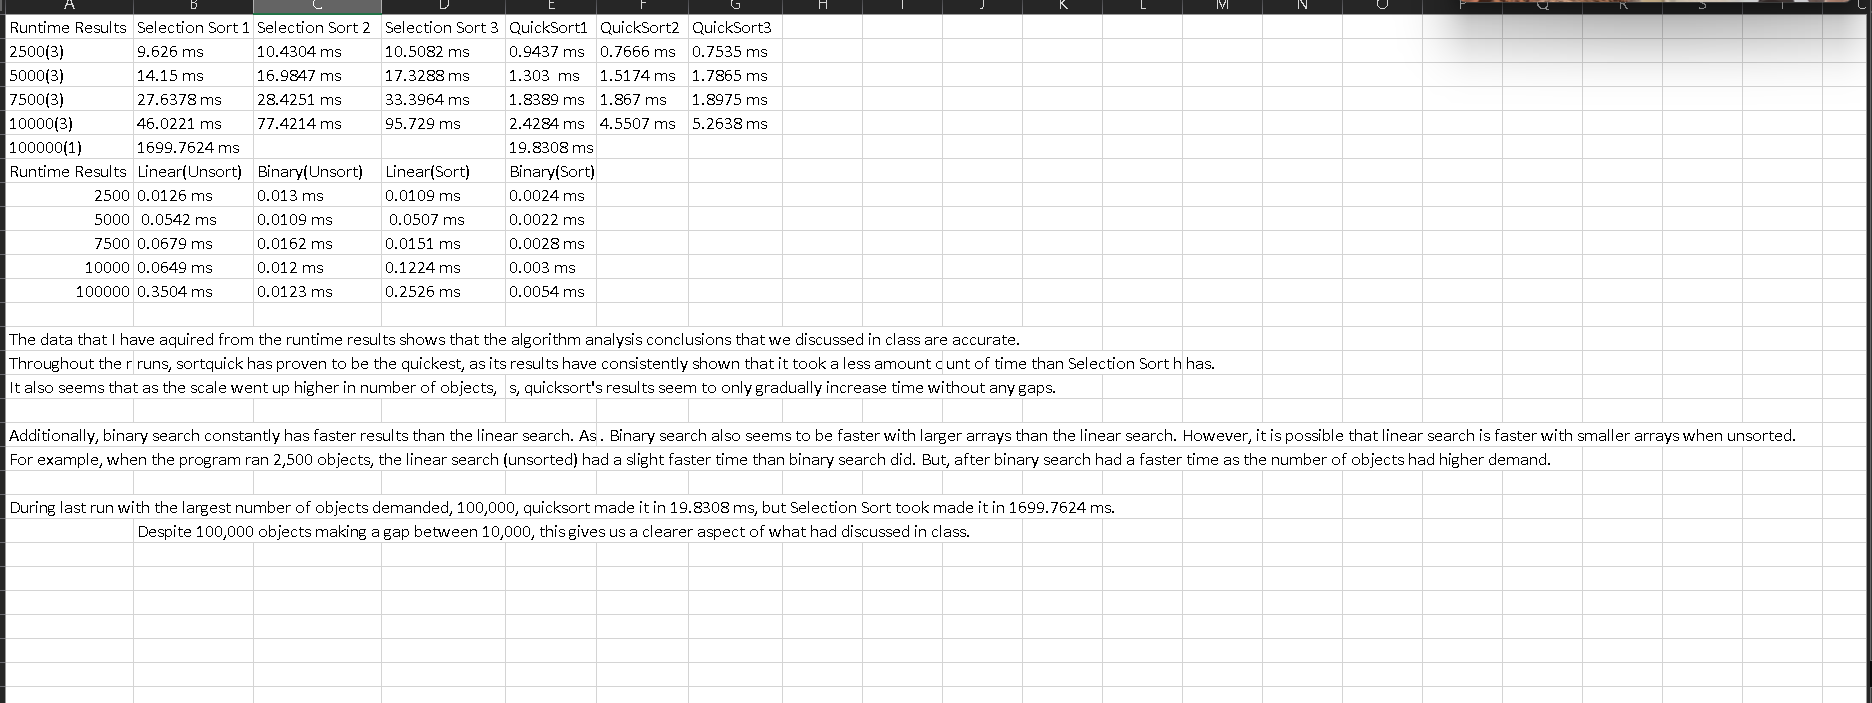 A B C D E F G H I J K L M N O P Q R S T
Runtime Results Selection Sort 1 Selection Sort 2 Selection Sort 3 QuickSort1 QuickSort2 QuickSort3
2500(3) 9.626 ms 10.4304 ms 10.5082 ms 0.9437 ms 0.7666 ms 0.7535 ms
5000(3) 14.15 ms 16.9847 ms 17.3288 ms 1.303 ms 1.5174 ms 1.7865 ms
7500(3) 27.6378 ms 28.4251 ms 33.3964 ms 1.8389 ms 1.867 ms 1.8975 ms
10000(3) 46.0221 ms 77.4214 ms 95.729 ms 2.4284 ms 4.5507 ms 5.2638 ms
100000(1) 1699.7624 ms 19.8308 ms
Runtime Results Linear(Unsort) Binary(Unsort) Linear(Sort) Binary(Sort)
2500 0.0126 ms 0.013 ms 0.0109 ms 0.0024 ms
5000 0.0542 ms 0.0109 ms 0.0507 ms 0.0022 ms
7500 0.0679 ms 0.0162 ms 0.0151 ms 0.0028 ms
10000 0.0649 ms 0.012 ms 0.1224 ms 0.003 ms
100000 0.3504 ms 0.0123 ms 0.2526 ms 0.0054 ms
The data that I have aquired from the runtime results shows that the algorithm analysis conclusions that we discussed in class are accurate.
Throughout the r runs, sortquick has proven to be the quickest, as its results have consistently shown that it took a less amount c unt of time than Selection Sort h has.
It also seems that as the scale went up higher in number of objects, s, quicksort's results seem to only gradually increase time without any gaps.
Additionally, binary search constantly has faster results than the linear search. As . Binary search also seems to be faster with larger arrays than the linear search. However, it is possible that linear search is faster with smaller arrays when unsorted.
For example, when the program ran 2,500 objects, the linear search (unsorted) had a slight faster time than binary search did. But, after binary search had a faster time as the number of objects had higher demand.
During last run with the largest number of objects demanded, 100,000, quicksort made it in 19.8308 ms, but Selection Sort took made it in 1699.7624 ms.
Despite 100,000 objects making a gap between 10,000, this gives us a clearer aspect of what had discussed in class.